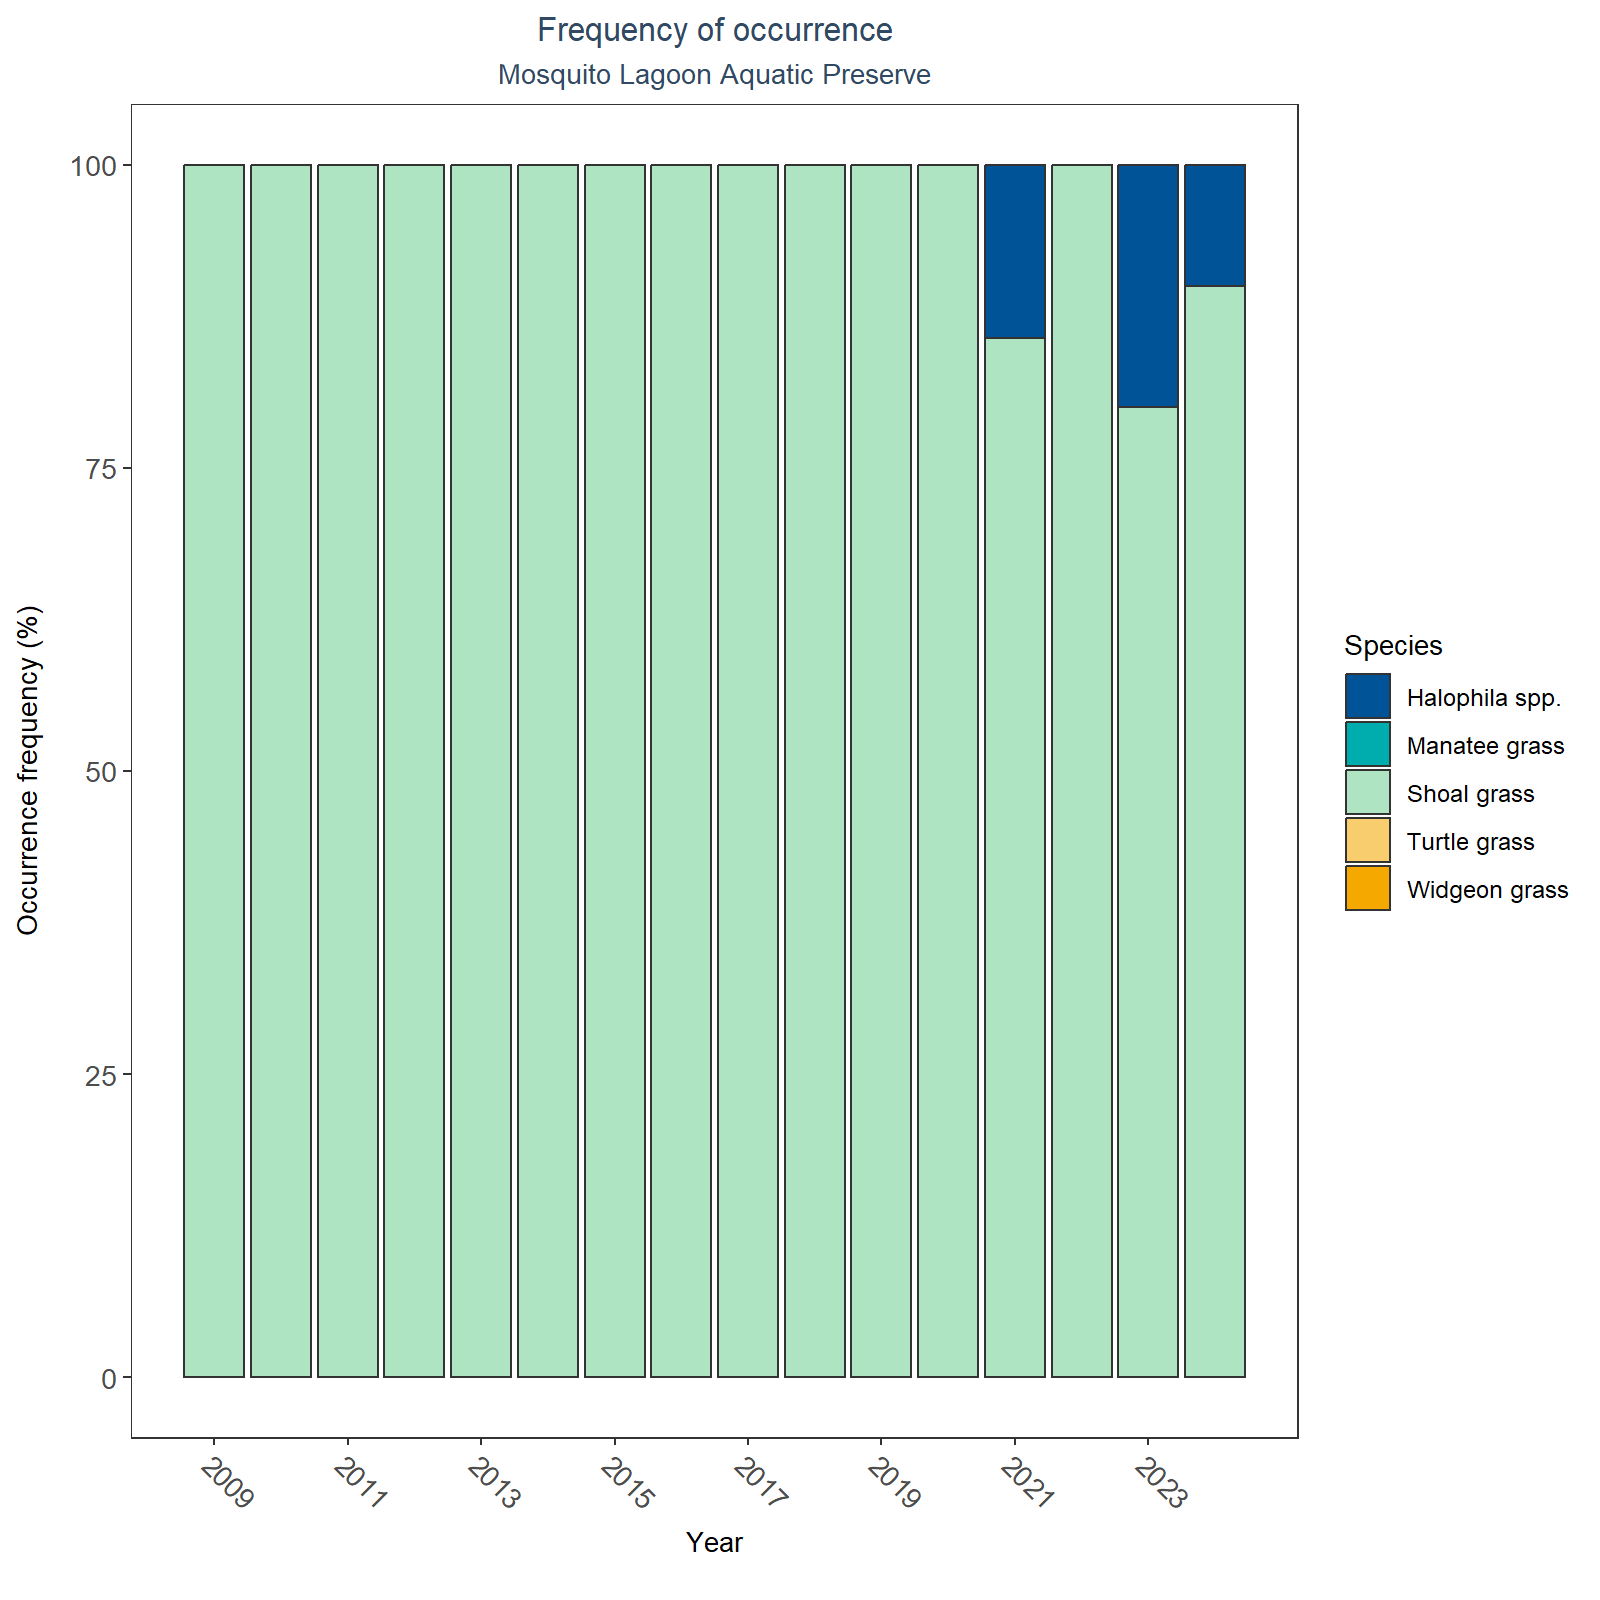 Frequency of occurrence
Mosquito Lagoon Aquatic Preserve
Occurrence frequency (%)
100
75
50
25
0
2009
2011
2013
2015
2017
2019
2021
2023
Year
Species
Halophila spp.
Manatee grass
Shoal grass
Turtle grass
Widgeon grass